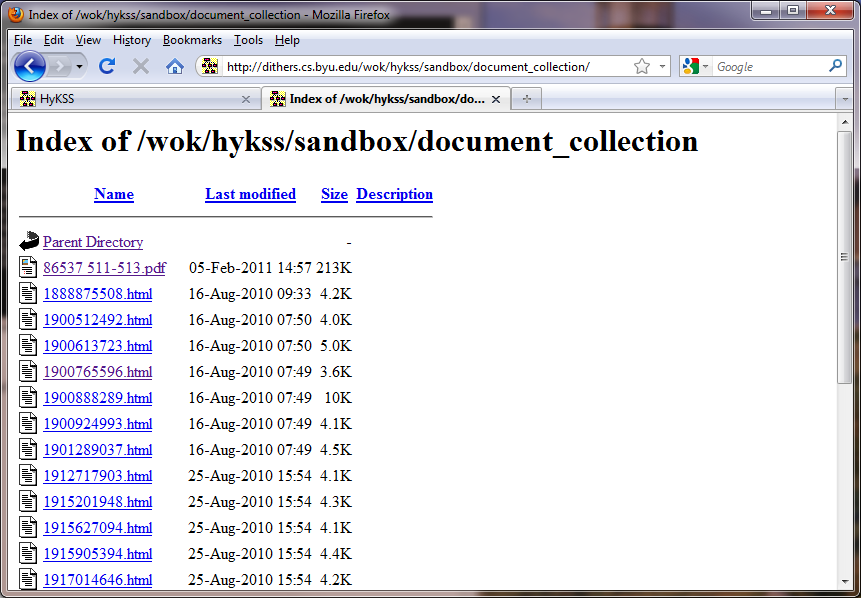 Index of /wok/hykss/sandbox/document_collection - Mozilla Firefox
File Edit View History Bookmarks Tools Help
http://dithers.cs.byu.edu/wok/hykss/sandbox/document_collection/ Google
HyKSS Index of /wok/hykss/sandbox/do...
Index of /wok/hykss/sandbox/document_collection
Name Last modified Size Description
Parent Directory -
86537 511-513.pdf 05-Feb-2011 14:57 213K
1888875508.html 16-Aug-2010 09:33 4.2K
1900512492.html 16-Aug-2010 07:50 4.0K
1900613723.html 16-Aug-2010 07:50 5.0K
1900765596.html 16-Aug-2010 07:49 3.6K
1900888289.html 16-Aug-2010 07:49 10K
1900924993.html 16-Aug-2010 07:49 4.1K
1901289037.html 16-Aug-2010 07:49 4.5K
1912717903.html 25-Aug-2010 15:54 4.1K
1915201948.html 25-Aug-2010 15:54 4.3K
1915627094.html 25-Aug-2010 15:54 4.1K
1915905394.html 25-Aug-2010 15:54 4.4K
1917014646.html 25-Aug-2010 15:54 4.2K